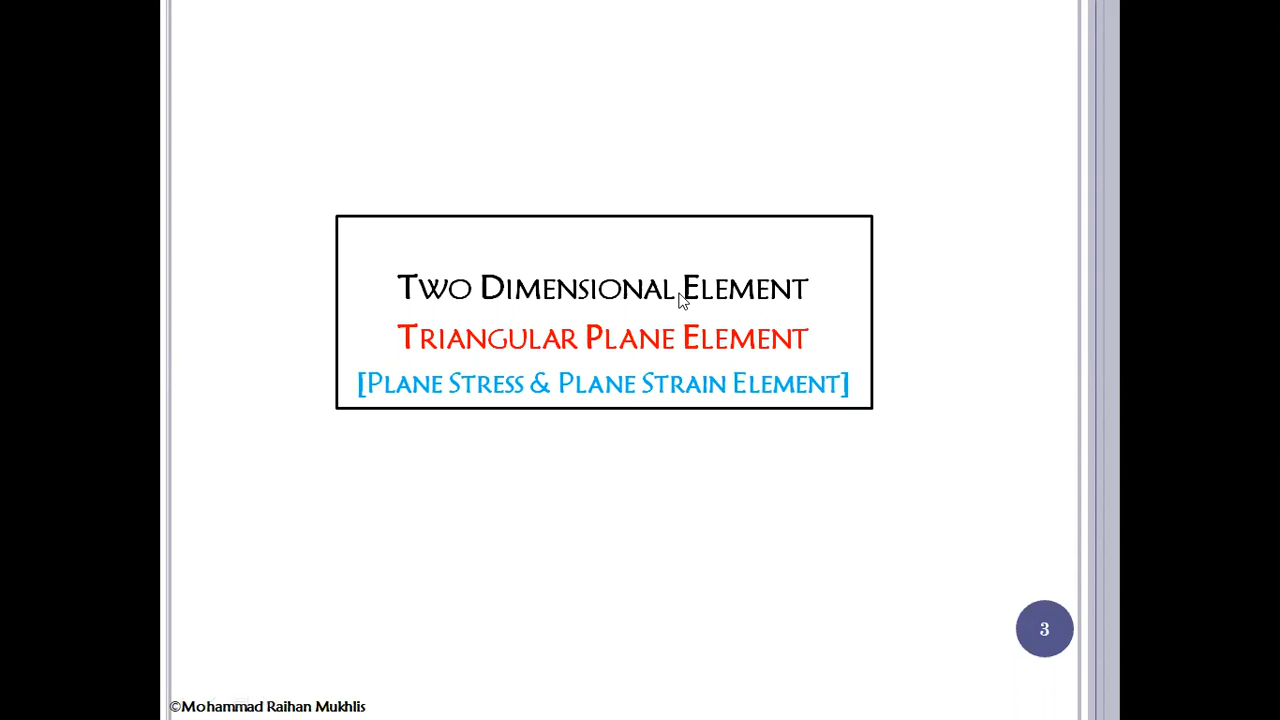 Two Dimensional Element
Triangular Plane Element
[Plane Stress & Plane Strain Element]
3
©Mohammad Raihan Mukhlis